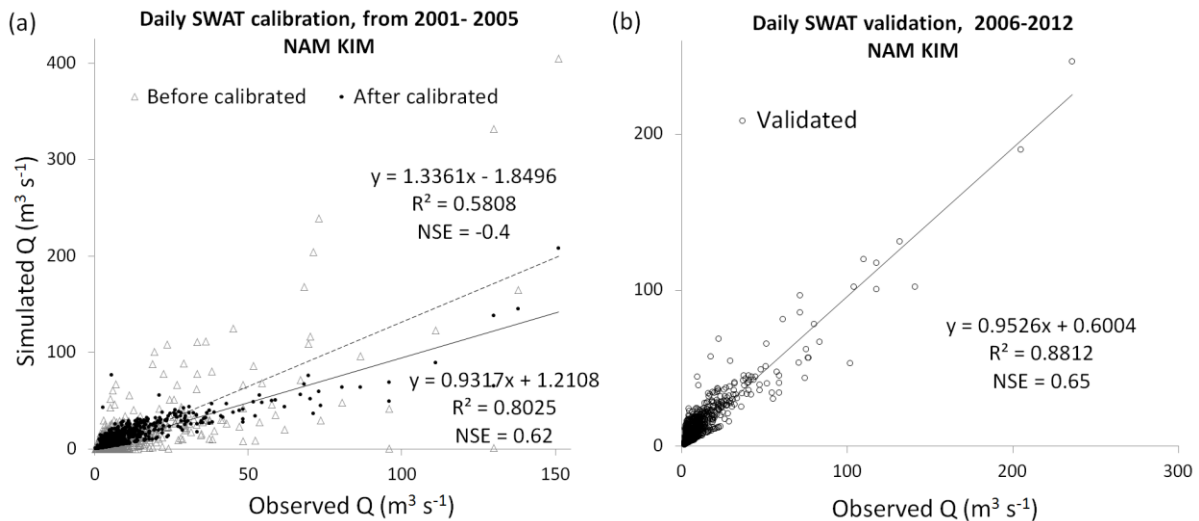 (a)
Daily SWAT calibration, from 2001- 2005
NAM KIM
Simulated Q (m³ s⁻¹)
400
300
200
100
0
Before calibrated
After calibrated
y = 1.3361x - 1.8496
R² = 0.5808
NSE = -0.4
y = 0.9317x + 1.2108
R² = 0.8025
NSE = 0.62
0
50
100
150
Observed Q (m³ s⁻¹)
(b)
Daily SWAT validation, 2006-2012
NAM KIM
200
100
0
Validated
y = 0.9526x + 0.6004
R² = 0.8812
NSE = 0.65
0
100
200
300
Observed Q (m³ s⁻¹)